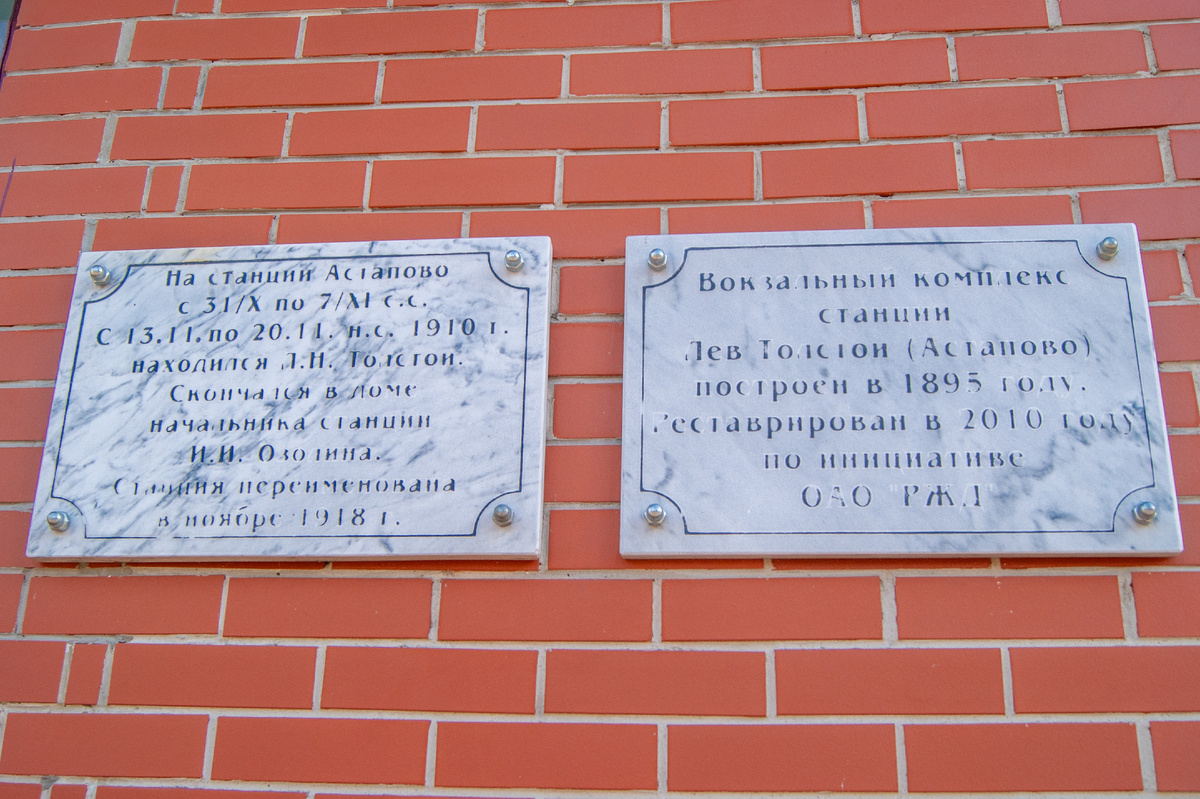 На станции Астапово
с 31/X по 7/XI с.с.
С 13.11.по 20.11. н.с. 1910 г.
находился Л.Н. Толстой.
Скончался в доме
начальника станции
И.И. Озолина.
Станция переименована
в ноябре 1918 г.
Вокзальный комплекс
станции
Лев Толстой (Астапово)
построен в 1895 году.
Реставрирован в 2010 году
по инициативе
ОАО "РЖД"